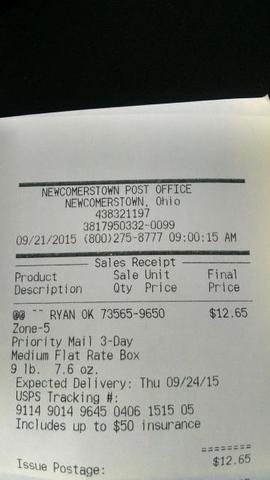 NEWCOMERSTOWN POST OFFICE
NEWCOMERSTOWN, Ohio
438321197
3817950332-0099
09/21/2015 (800)275-8777 09:00:15 AM
Sales Receipt
Product Sale Unit Final
Description Qty Price Price
@@ ~~ RYAN OK 73565-9650 $12.65
Zone-5
Priority Mail 3-Day
Medium Flat Rate Box
9 lb. 7.6 oz.
Expected Delivery: Thu 09/24/15
USPS Tracking #:
9114 9014 9645 0406 1515 05
Includes up to $50 insurance
========
Issue Postage: $12.65